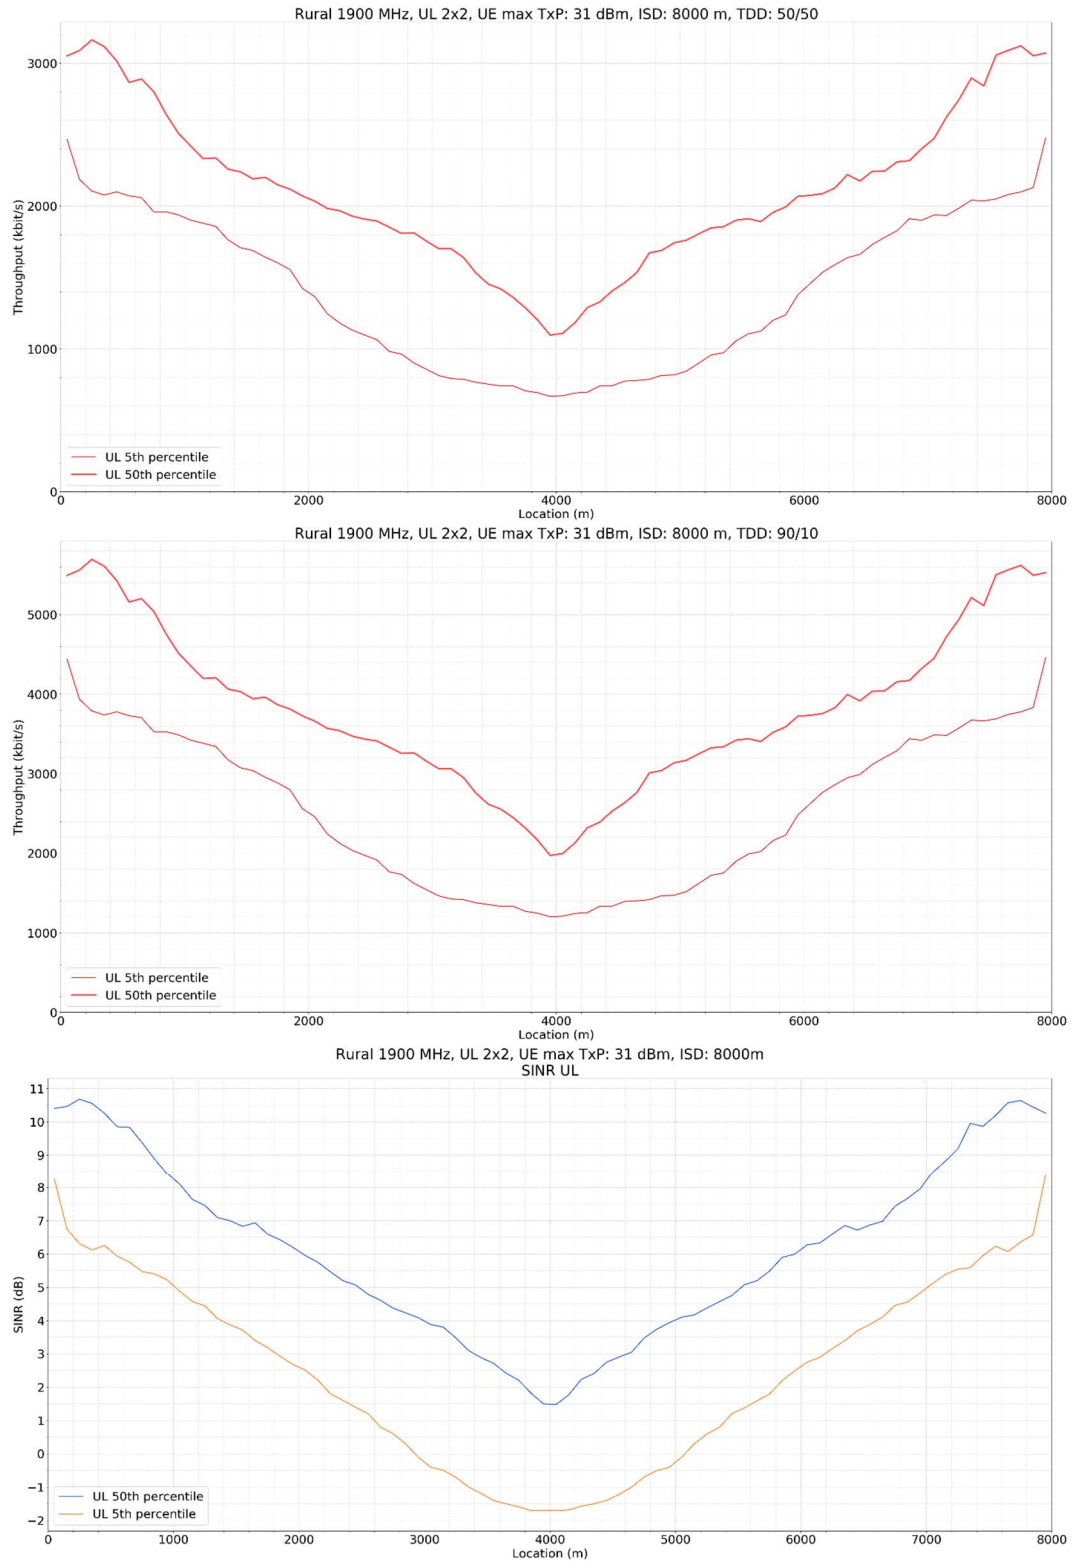 Rural 1900 MHz, UL 2x2, UE max TxP: 31 dBm, ISD: 8000 m, TDD: 50/50
3000
2000
Throughput (kbit/s)
1000
UL 5th percentile
UL 50th percentile
0
0 2000 4000 6000 8000
Location (m)
Rural 1900 MHz, UL 2x2, UE max TxP: 31 dBm, ISD: 8000 m, TDD: 90/10
5000
4000
Throughput (kbit/s)
3000
2000
1000
UL 5th percentile
UL 50th percentile
0
0 2000 4000 6000 8000
Location (m)
Rural 1900 MHz, UL 2x2, UE max TxP: 31 dBm, ISD: 8000m
SINR UL
11
10
9
8
7
6
5
SINR (dB)
4
3
2
1
0
−1
−2
UL 50th percentile
UL 5th percentile
0 1000 2000 3000 4000 5000 6000 7000 8000
Location (m)